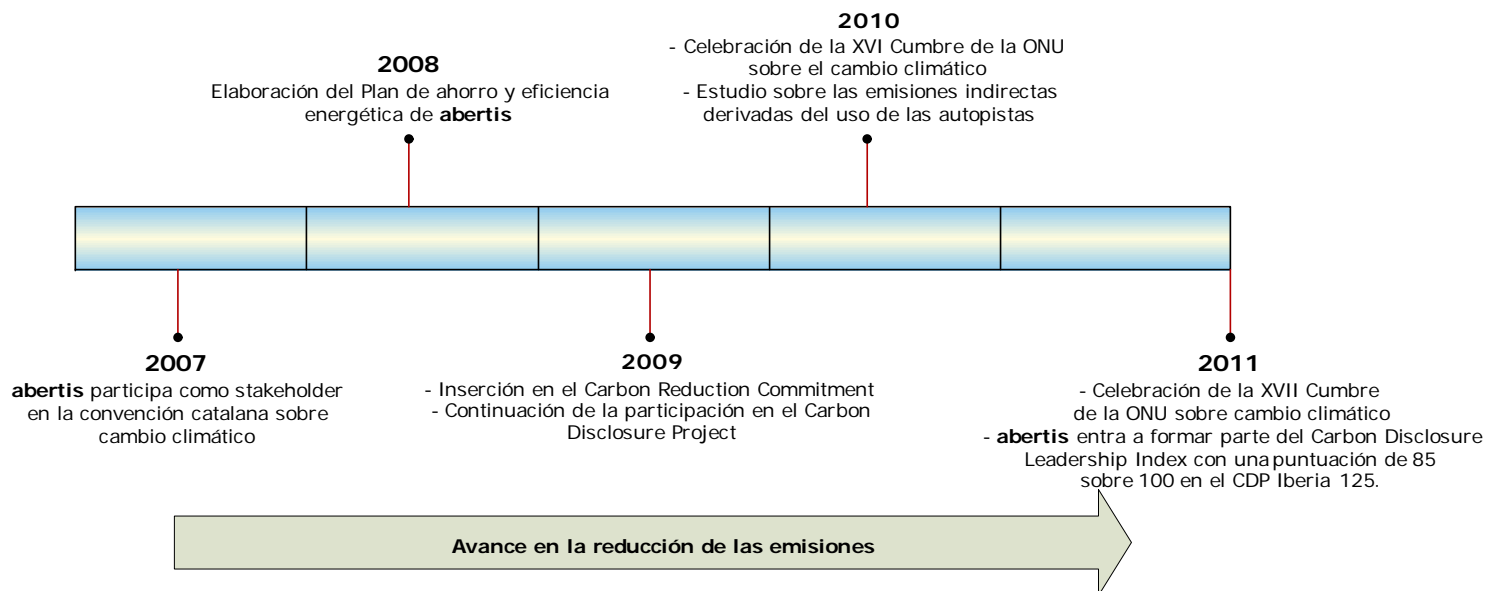 2010
- Celebración de la XVI Cumbre de la ONU
sobre el cambio climático
- Estudio sobre las emisiones indirectas
derivadas del uso de las autopistas
2008
Elaboración del Plan de ahorro y eficiencia
energética de abertis
2007
abertis participa como stakeholder
en la convención catalana sobre
cambio climático
2009
- Inserción en el Carbon Reduction Commitment
- Continuación de la participación en el Carbon
Disclosure Project
2011
- Celebración de la XVII Cumbre
de la ONU sobre cambio climático
- abertis entra a formar parte del Carbon Disclosure
Leadership Index con una puntuación de 85
sobre 100 en el CDP Iberia 125.
Avance en la reducción de las emisiones